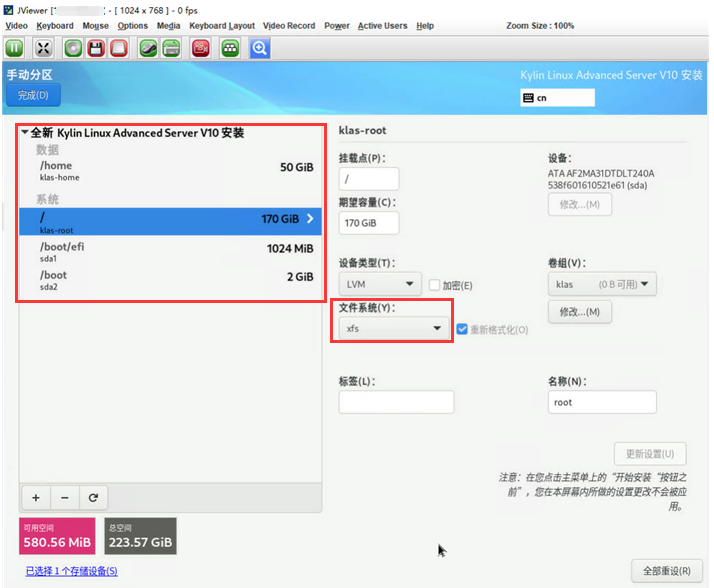 JViewer [ ] - [ 1024 x 768 ] - 0 fps
Video Keyboard Mouse Options Media Keyboard Layout Video Record Power Active Users Help Zoom Size : 100%
手动分区
Kylin Linux Advanced Server V10 安装
完成(D)
cn
全新 Kylin Linux Advanced Server V10 安装
数据
/home 50 GiB
klas-home
系统
/ 170 GiB
klas-root
/boot/efi 1024 MiB
sda1
/boot 2 GiB
sda2
+ −
可用空间
580.56 MiB
总空间
223.57 GiB
已选择 1 个存储设备(S)
klas-root
挂载点(P):
/
期望容量(C):
170 GiB
设备:
ATA AF2MA31DTDLT240A
538f601610521e61 (sda)
修改...(M)
设备类型(T):
LVM 加密(E)
卷组(V):
klas (0 B 可用)
修改...(M)
文件系统(Y):
xfs 重新格式化(O)
标签(L):
名称(N):
root
更新设置(U)
注意：在您点击主菜单上的“开始安装“按钮之
前”，您在本屏幕内所做的设置更改不会被应
用。
全部重设(R)